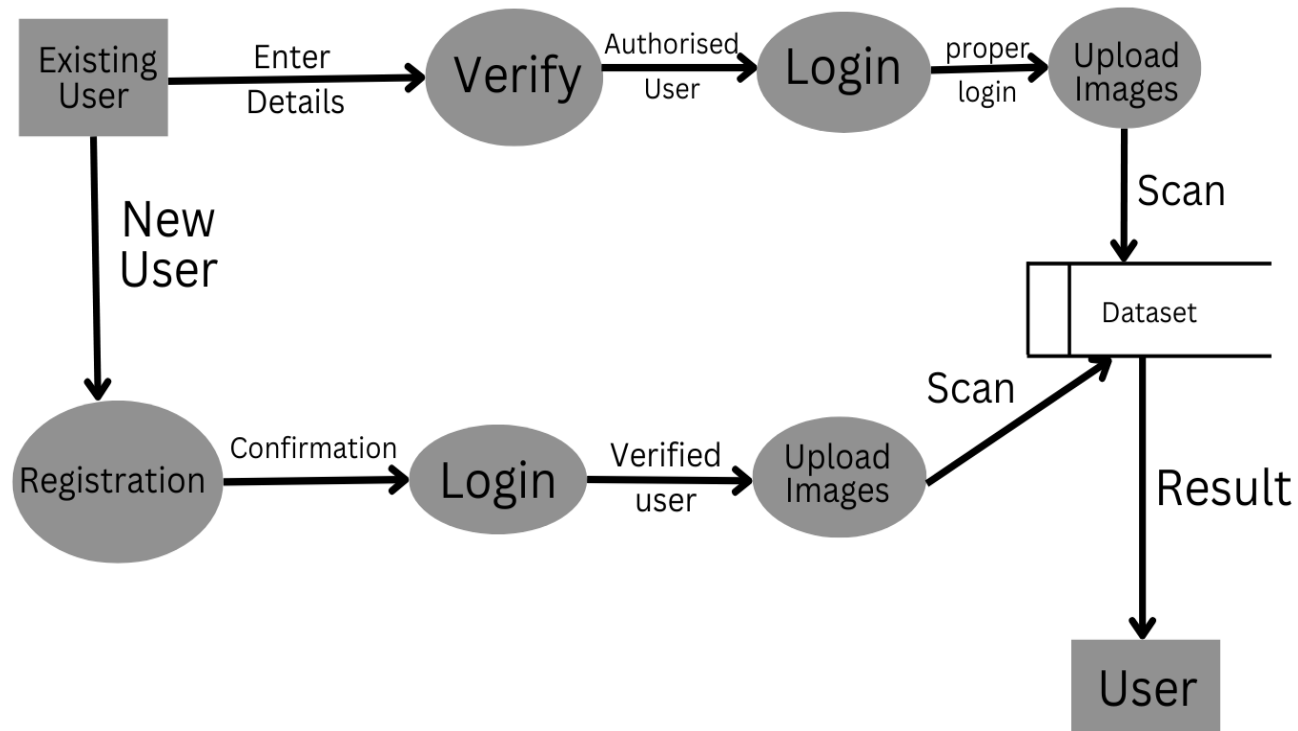 Existing
User
Enter
Details
Verify
Authorised
User
Login
proper
login
Upload
Images
Scan
New
User
Dataset
Registration
Confirmation
Login
Verified
user
Upload
Images
Scan
Result
User